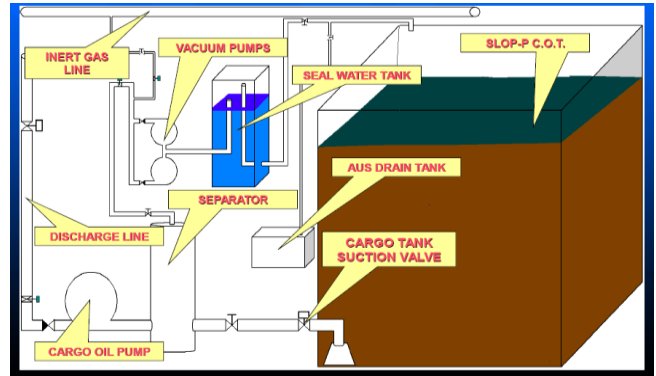 INERT GAS
LINE
VACUUM PUMPS
SEAL WATER TANK
SLOP-P C.O.T.
AUS DRAIN TANK
SEPARATOR
DISCHARGE LINE
CARGO TANK
SUCTION VALVE
CARGO OIL PUMP